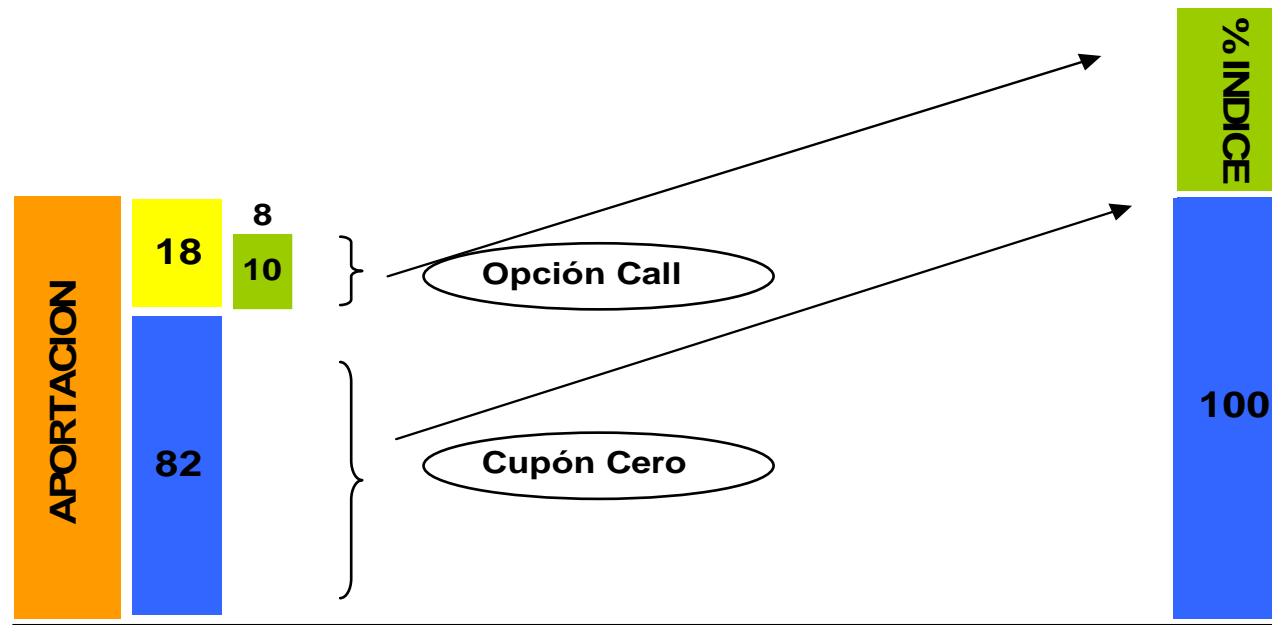 APORTACION
18
82
8
10
Opción Call
Cupón Cero
% INDICE
100